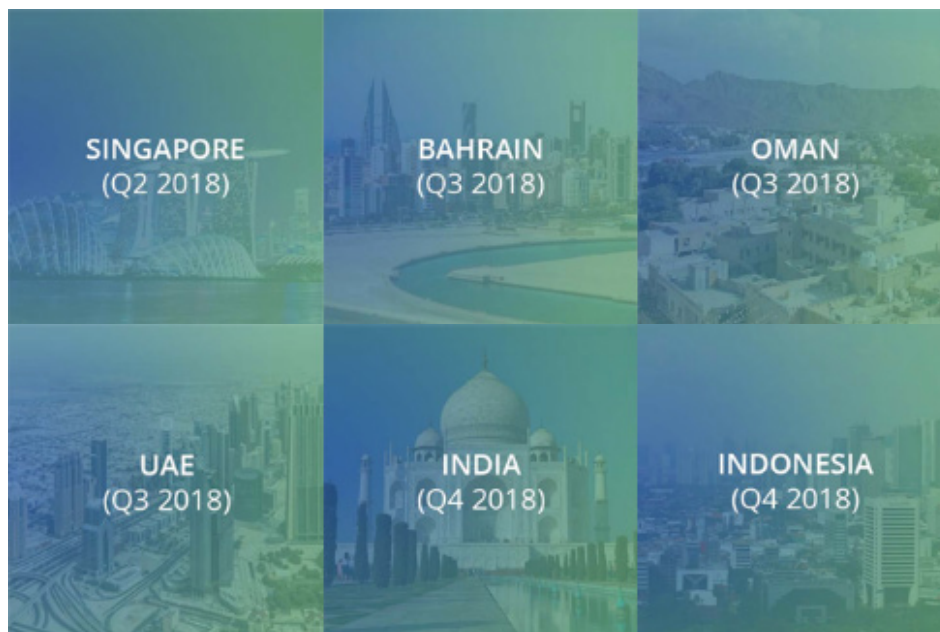 SINGAPORE
(Q2 2018)
BAHRAIN
(Q3 2018)
OMAN
(Q3 2018)
UAE
(Q3 2018)
INDIA
(Q4 2018)
INDONESIA
(Q4 2018)